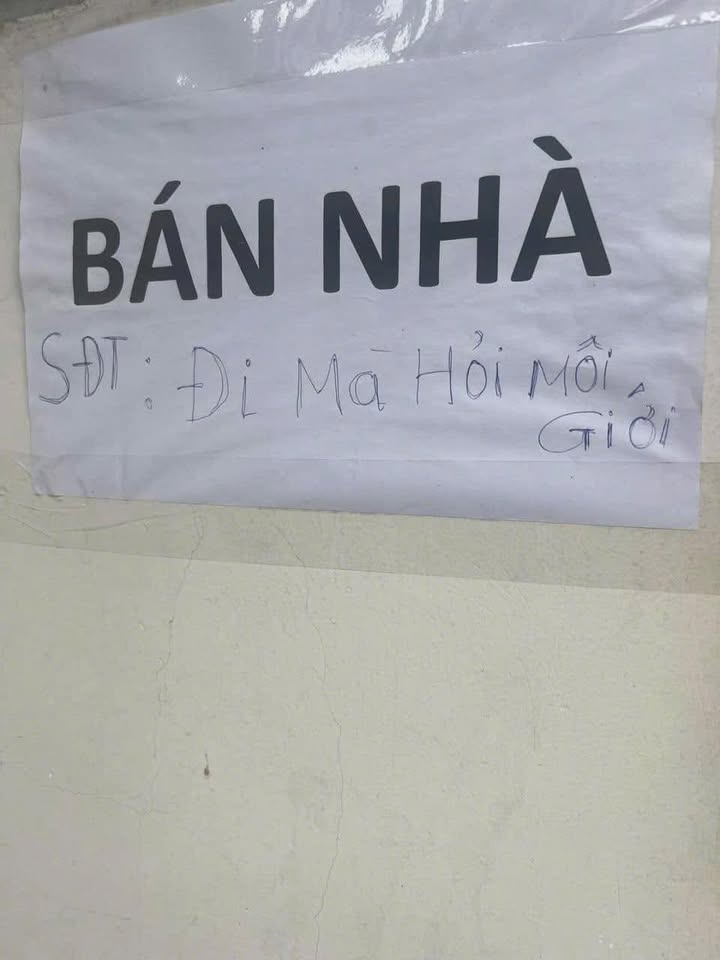 BÁN NHÀ
SĐT: Đi Mà Hỏi Môi
Giới